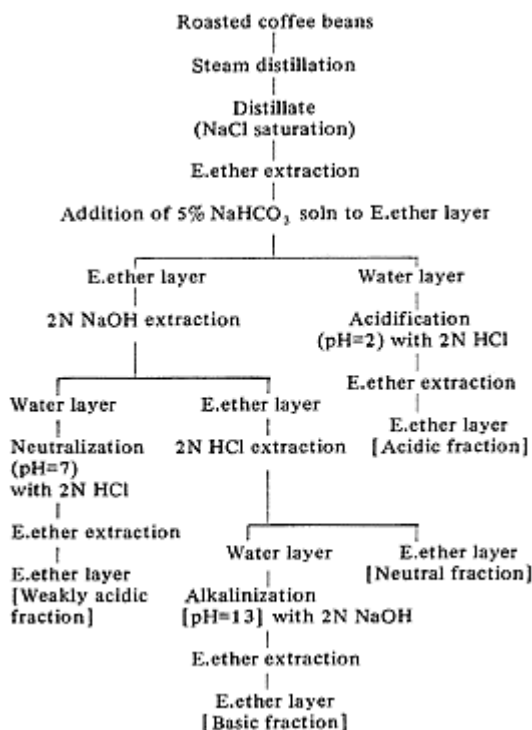 Roasted coffee beans
Steam distillation
Distillate
(NaCl saturation)
E.ether extraction
Addition of 5% NaHCO₃ soln to E.ether layer
E.ether layer
2N NaOH extraction
Water layer
Neutralization
(pH=7)
with 2N HCl
E.ether extraction
E.ether layer
[Weakly acidic
fraction]
E.ether layer
2N HCl extraction
Water layer
Alkalinization
[pH=13] with 2N NaOH
E.ether extraction
E.ether layer
[Basic fraction]
E.ether layer
[Neutral fraction]
Water layer
Acidification
(pH=2) with 2N HCl
E.ether extraction
E.ether layer
[Acidic fraction]